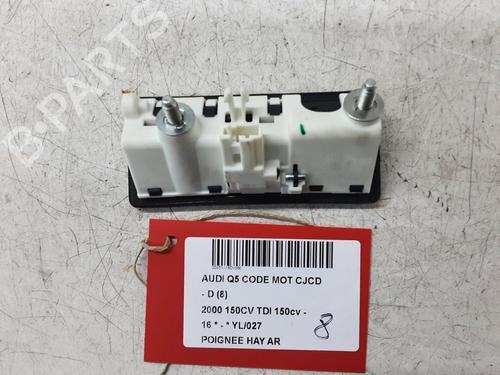 B-PARTS
AUDI Q5 CODE MOT CJCD
- D (8)
2000 150CV TDI 150cv -
16 * - * YL/027
POIGNEE HAY AR
8